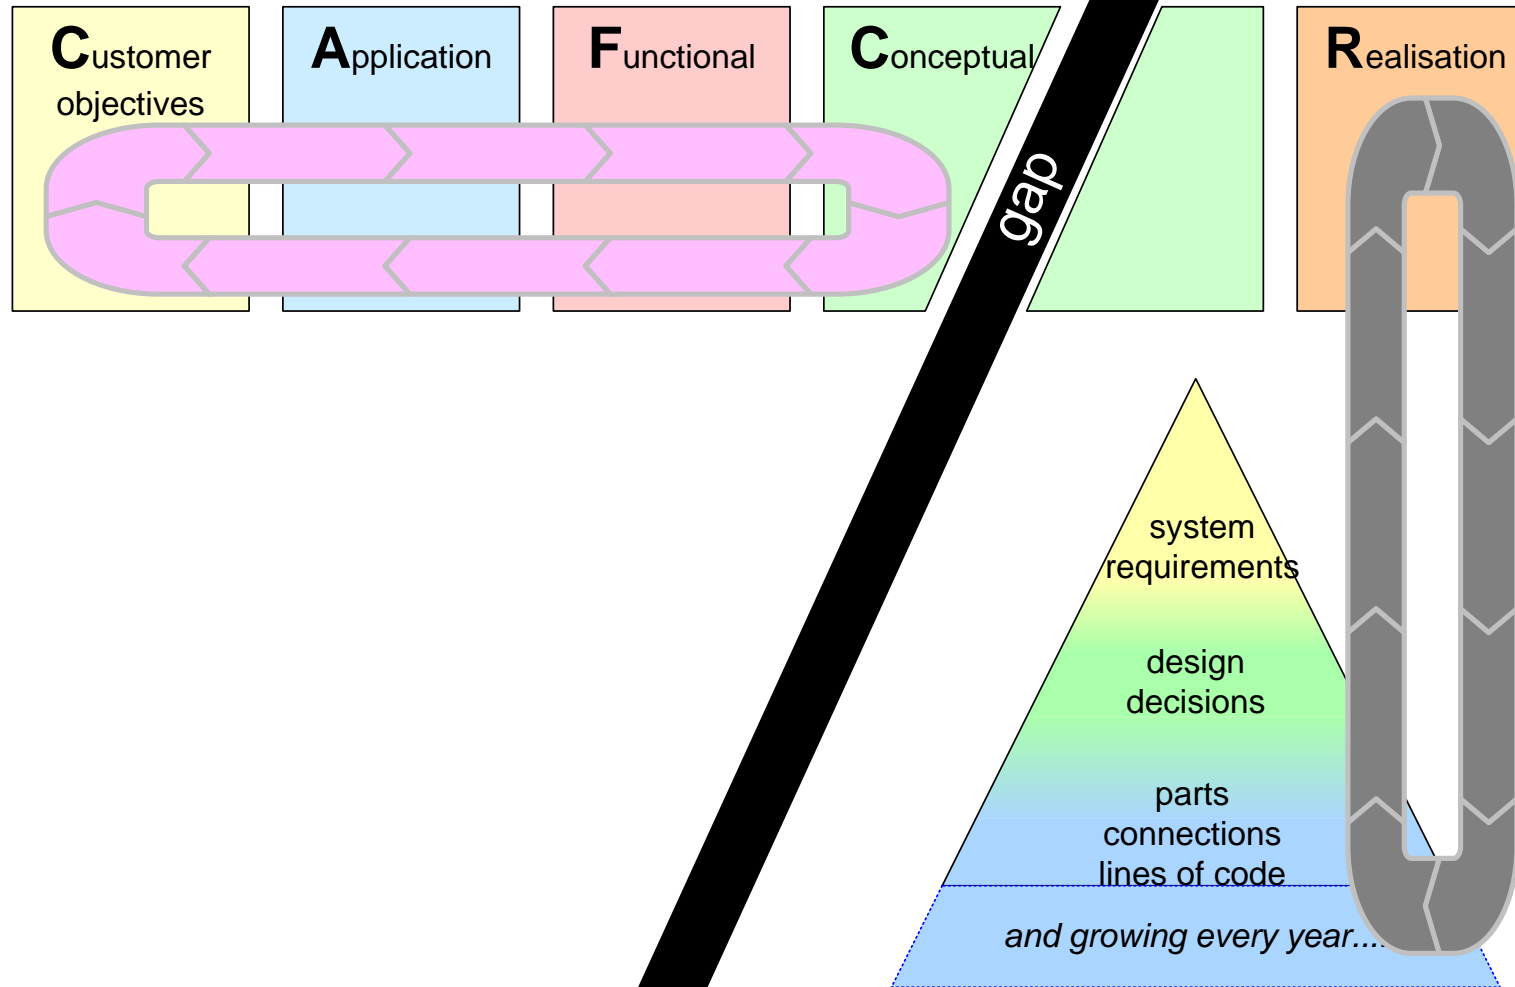 Customer
objectives
Application
Functional
Conceptual
Realisation
gap
system
requirements
design
decisions
parts
connections
lines of code
and growing every year....